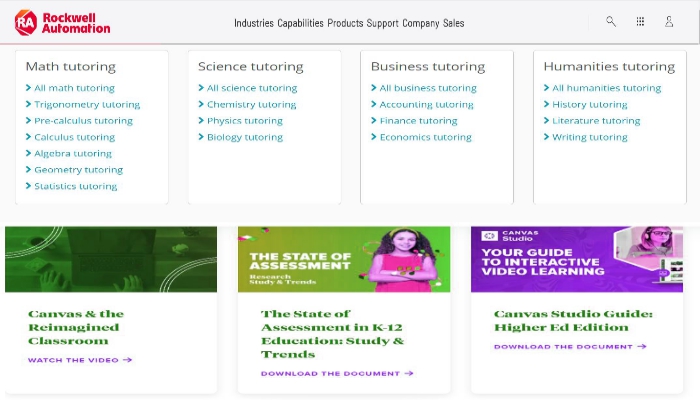 RA Rockwell Automation
Industries Capabilities Products Support Company Sales
Math tutoring
All math tutoring
Trigonometry tutoring
Pre-calculus tutoring
Calculus tutoring
Algebra tutoring
Geometry tutoring
Statistics tutoring
Science tutoring
All science tutoring
Chemistry tutoring
Physics tutoring
Biology tutoring
Business tutoring
All business tutoring
Accounting tutoring
Finance tutoring
Economics tutoring
Humanities tutoring
All humanities tutoring
History tutoring
Literature tutoring
Writing tutoring
Canvas & the
Reimagined
Classroom
WATCH THE VIDEO
THE STATE OF
ASSESSMENT
Research
Study & Trends
The State of
Assessment in K-12
Education: Study &
Trends
DOWNLOAD THE DOCUMENT
CANVAS
Studio
YOUR GUIDE
TO INTERACTIVE
VIDEO LEARNING
Canvas Studio Guide:
Higher Ed Edition
DOWNLOAD THE DOCUMENT